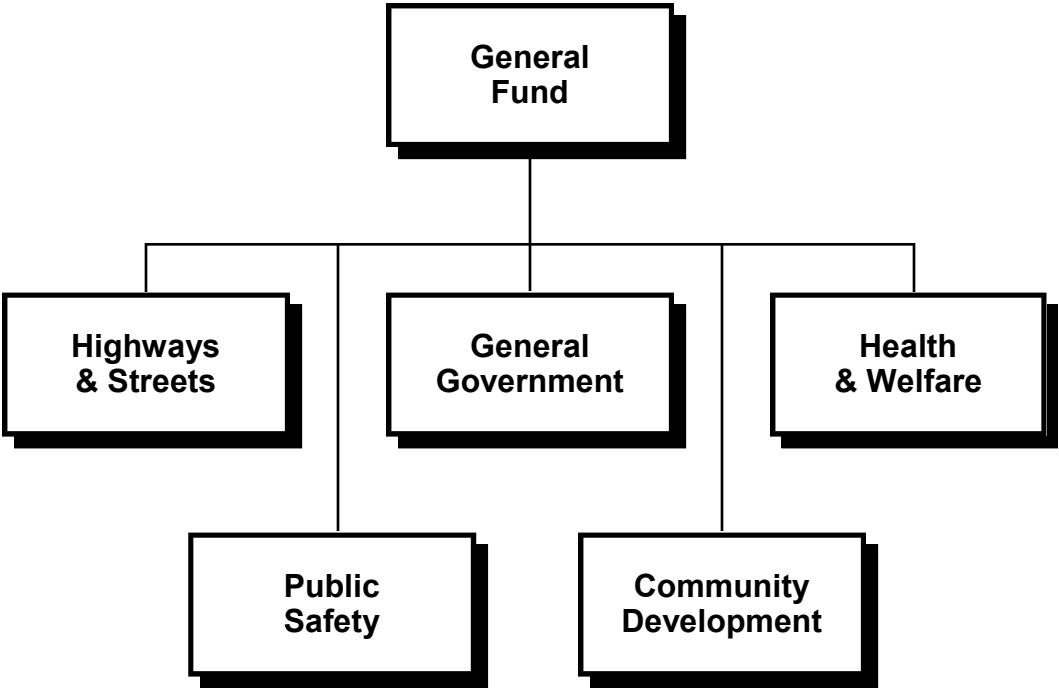 General
Fund
Highways
& Streets
General
Government
Health
& Welfare
Public
Safety
Community
Development